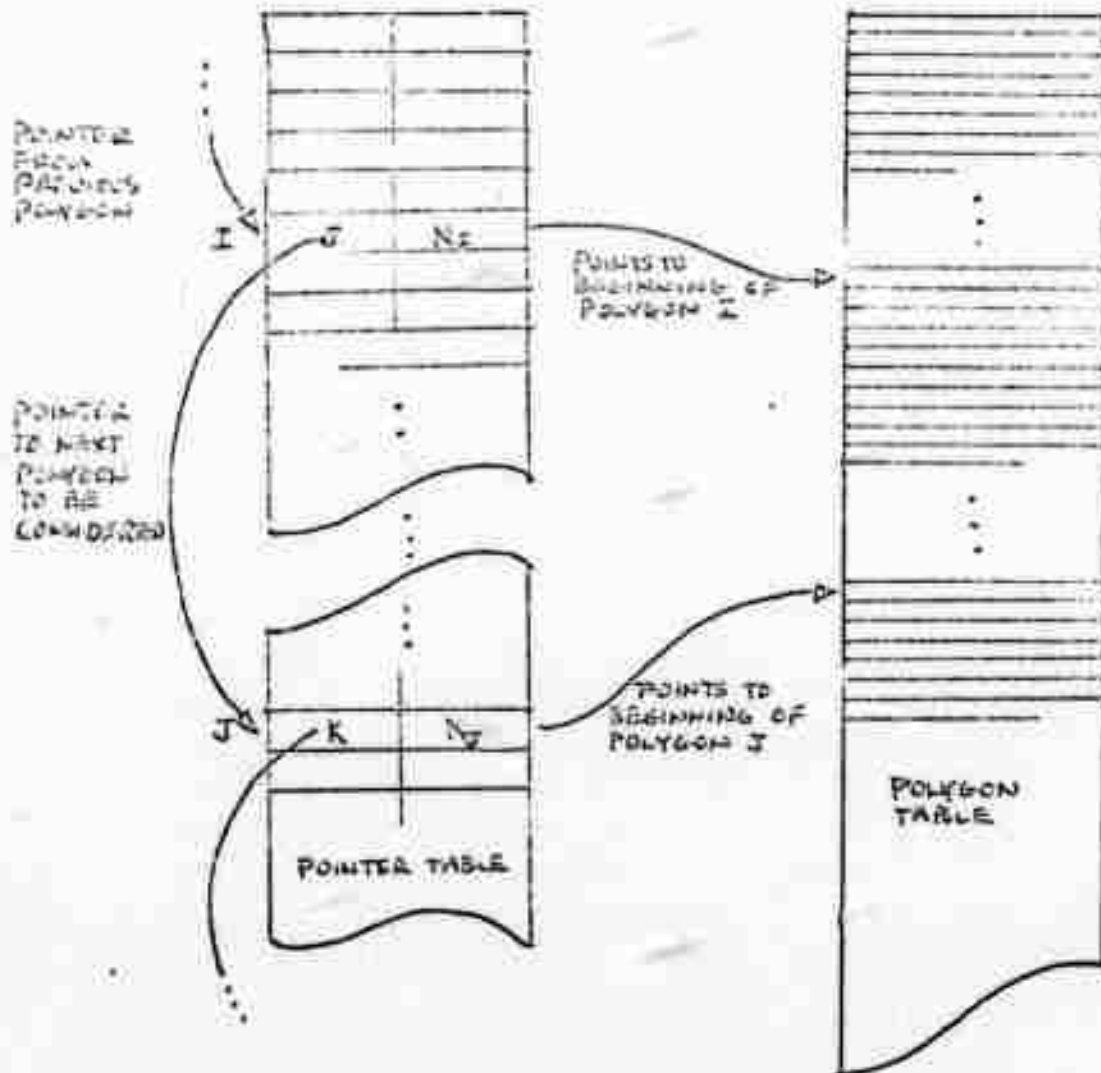 POINTER
FROM
PREVIOUS
POLYGON
I
J
NI
POINTS TO
BEGINNING OF
POLYGON I
POINTER
TO NEXT
POLYGON
TO BE
CONSIDERED
J
K
NJ
POINTS TO
BEGINNING OF
POLYGON J
POLYGON
TABLE
POINTER TABLE